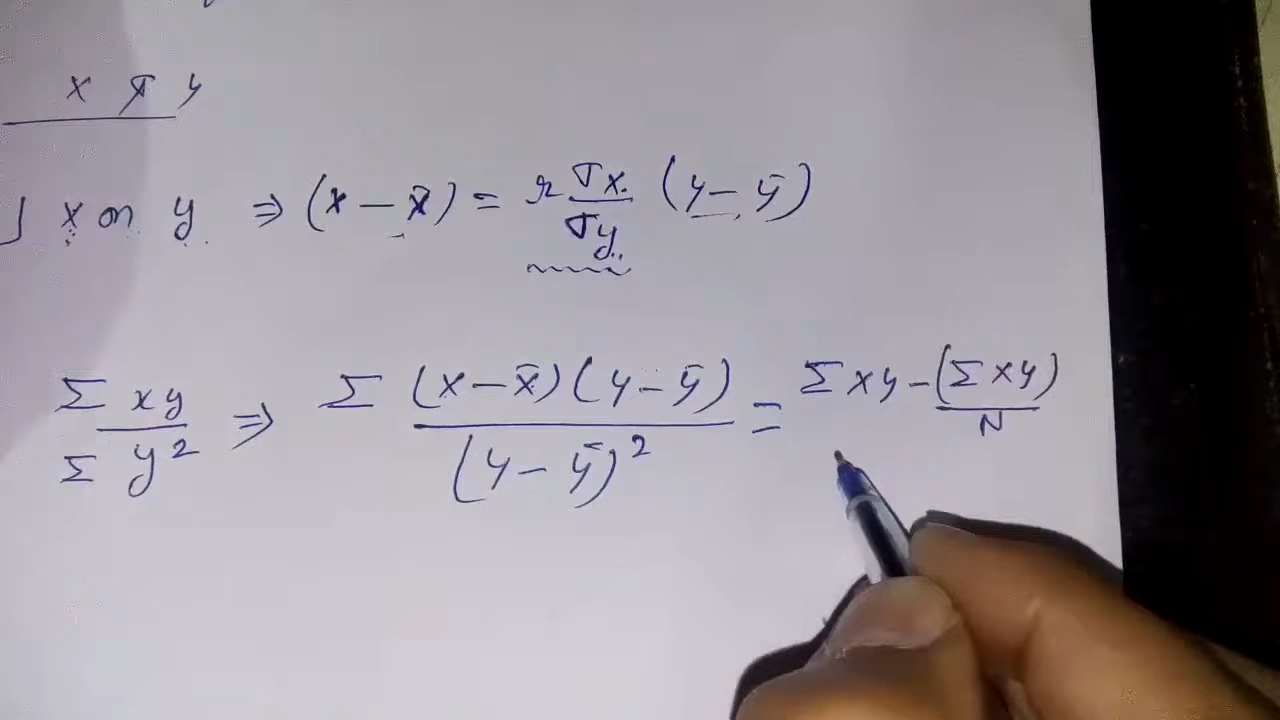 x y
x on y ⇒ (x − x̄) = r σx/σy (y − ȳ)
Σxy/Σy² ⇒ Σ(x − x̄)(y − ȳ)/(y − ȳ)² = Σxy − (Σxy)/N